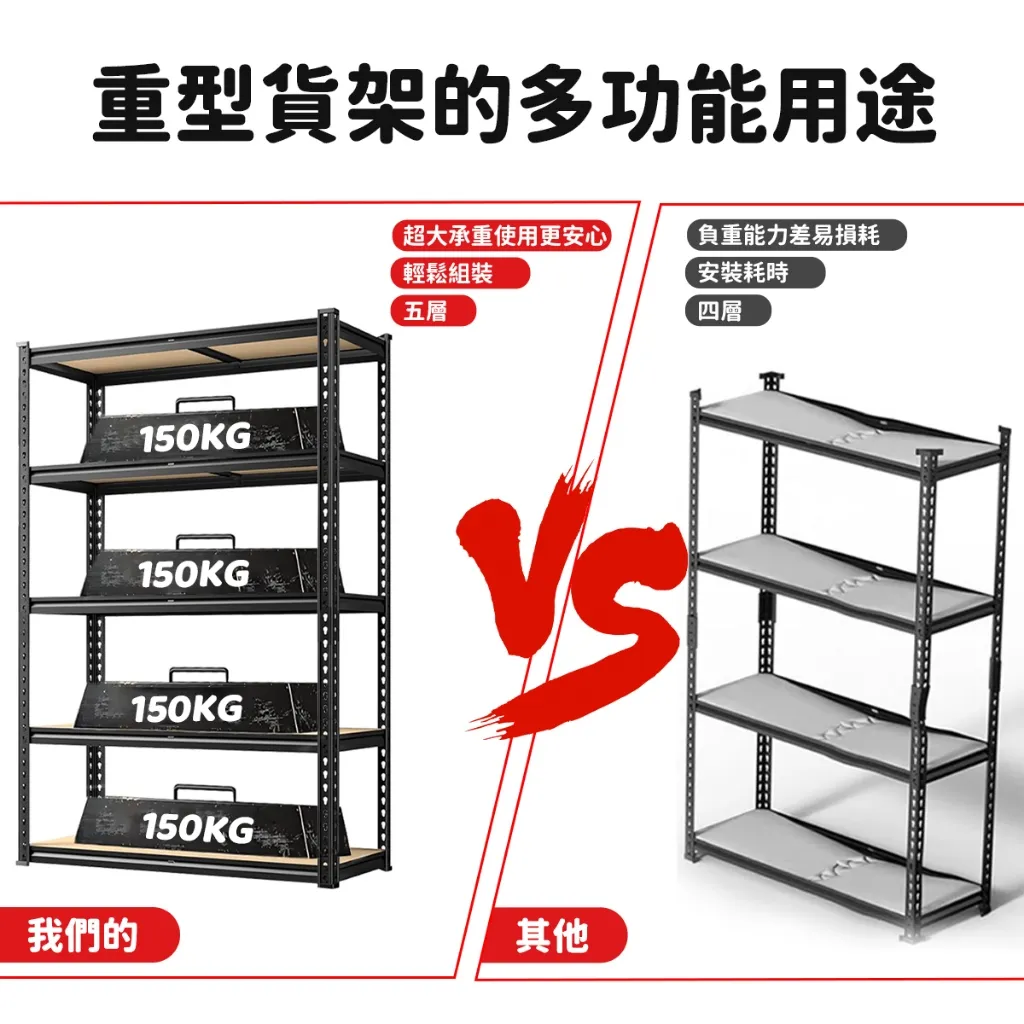 重型貨架的多功能用途
超大承重使用更安心
輕鬆組裝
五層
負重能力差易損耗
安裝耗時
四層
150KG
150KG
150KG
150KG
VS
我們的
其他